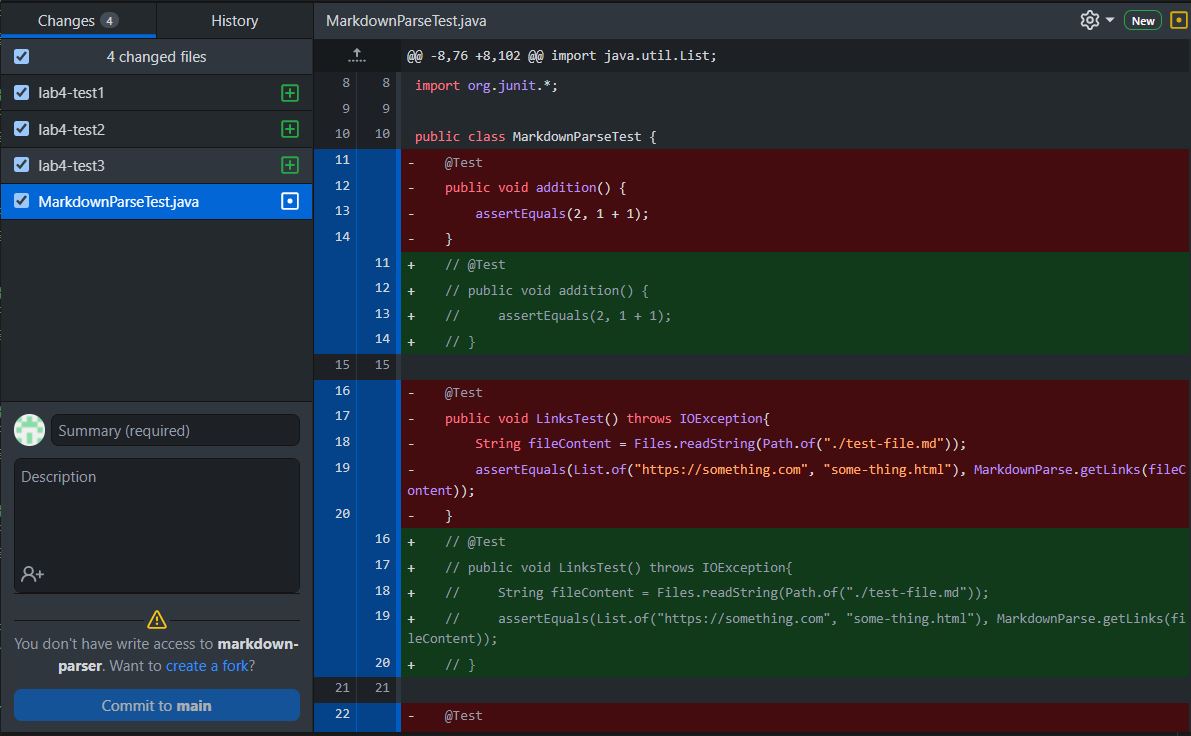 Changes 4
History
4 changed files
lab4-test1
lab4-test2
lab4-test3
MarkdownParseTest.java
Summary (required)
Description
You don't have write access to markdown-
parser. Want to create a fork?
Commit to main
MarkdownParseTest.java
New
@@ -8,76 +8,102 @@ import java.util.List;
8 8 import org.junit.*;
9 9
10 10 public class MarkdownParseTest {
11 - @Test
12 - public void addition() {
13 - assertEquals(2, 1 + 1);
14 - }
11 + // @Test
12 + // public void addition() {
13 + // assertEquals(2, 1 + 1);
14 + // }
15 15
16 - @Test
17 - public void LinksTest() throws IOException{
18 - String fileContent = Files.readString(Path.of("./test-file.md"));
19 - assertEquals(List.of("https://something.com", "some-thing.html"), MarkdownParse.getLinks(fileC
ontent));
20 - }
16 + // @Test
17 + // public void LinksTest() throws IOException{
18 + // String fileContent = Files.readString(Path.of("./test-file.md"));
19 + // assertEquals(List.of("https://something.com", "some-thing.html"), MarkdownParse.getLinks(fi
leContent));
20 + // }
21 21
22 - @Test